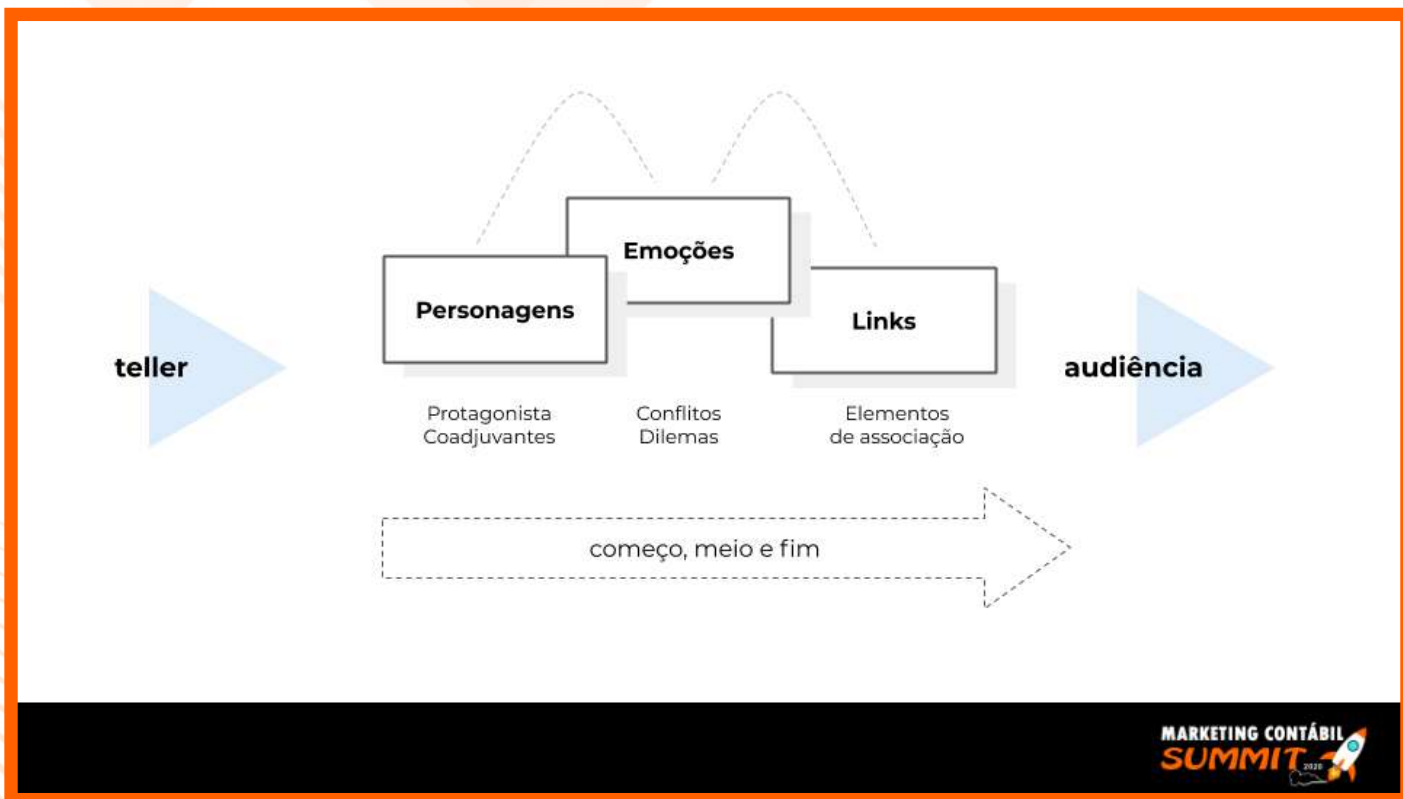 Emoções
Personagens
Links
teller
audiência
Protagonista
Coadjuvantes
Conflitos
Dilemas
Elementos
de associação
começo, meio e fim
MARKETING CONTÁBIL
SUMMIT
2020